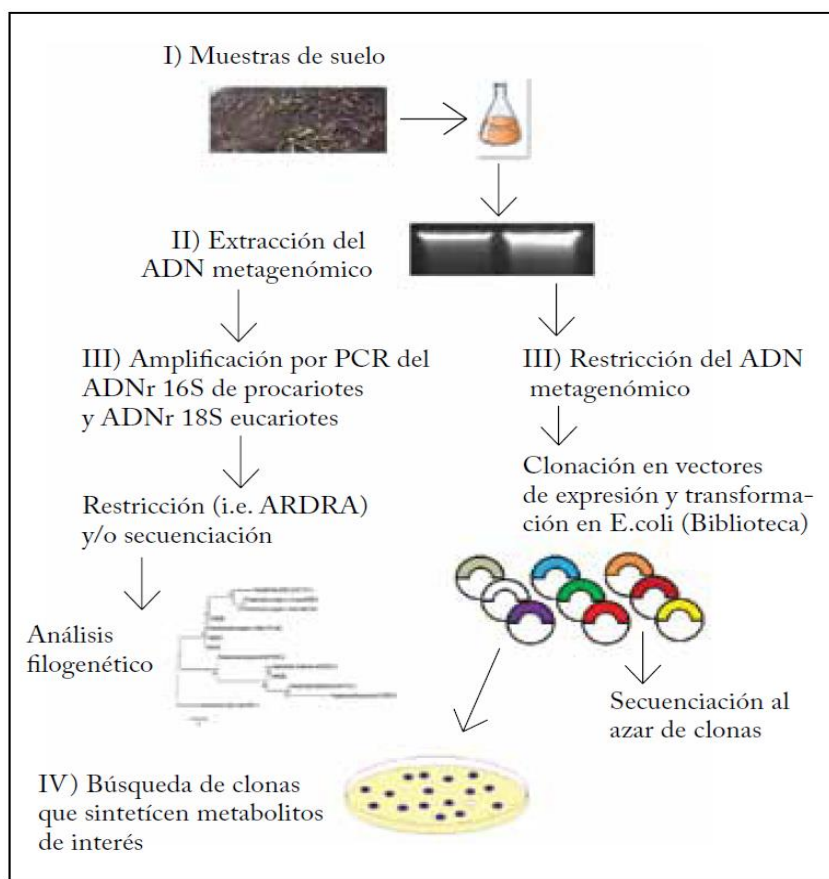 I) Muestras de suelo
II) Extracción del
ADN metagenómico
III) Amplificación por PCR del
ADNr 16S de procariotes
y ADNr 18S eucariotes
III) Restricción del ADN
metagenómico
Restricción (i.e. ARDRA)
y/o secuenciación
Clonación en vectores
de expresión y transforma-
ción en E.coli (Biblioteca)
Análisis
filogenético
Secuenciación al
azar de clonas
IV) Búsqueda de clonas
que sintetícen metabolitos
de interés